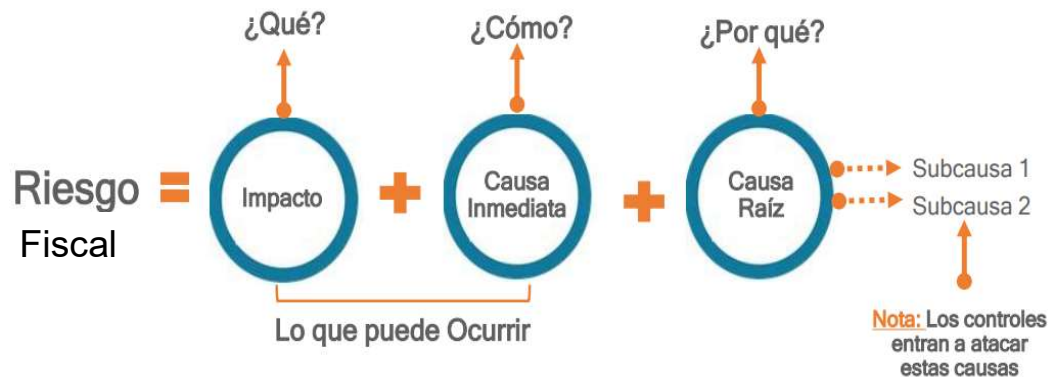 ¿Qué?
¿Cómo?
¿Por qué?
Riesgo
Fiscal
=
Impacto
+
Causa
Inmediata
+
Causa
Raíz
Subcausa 1
Subcausa 2
Lo que puede Ocurrir
Nota: Los controles
entran a atacar
estas causas